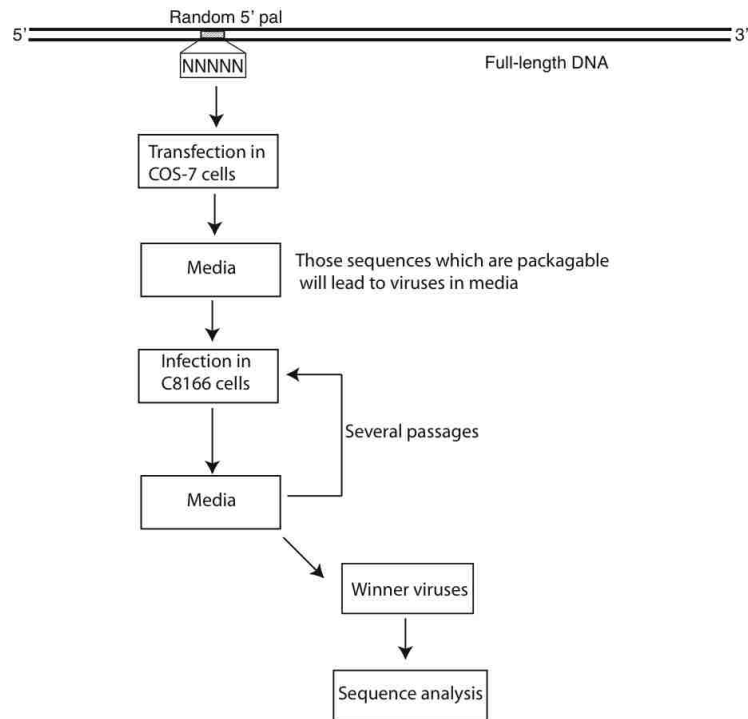 Random 5' pal
5'
3'
NNNNN
Full-length DNA
Transfection in
COS-7 cells
Media
Those sequences which are packagable
will lead to viruses in media
Infection in
C8166 cells
Several passages
Media
Winner viruses
Sequence analysis